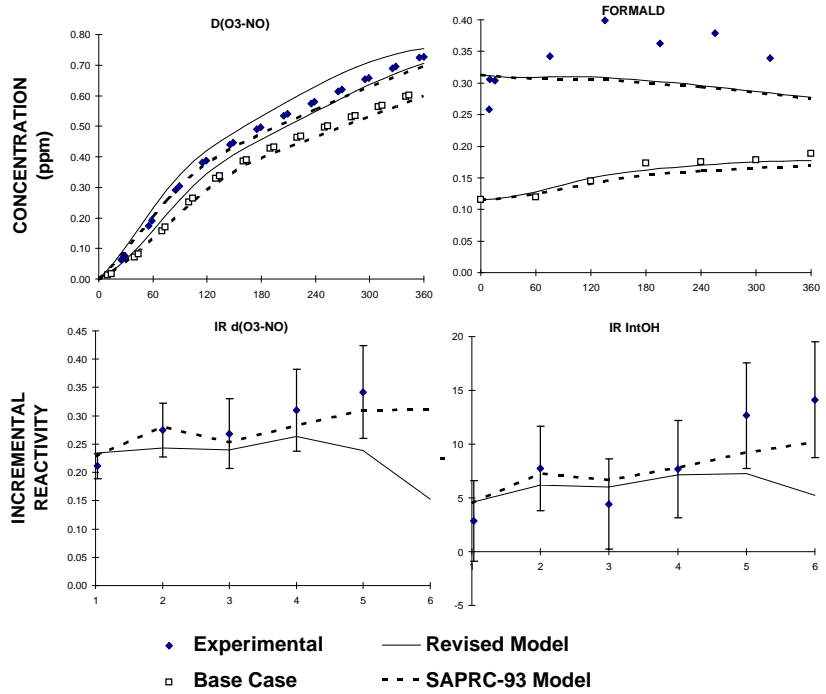 D(O3-NO)
FORMALD
CONCENTRATION
(ppm)
0.80
0.70
0.60
0.50
0.40
0.30
0.20
0.10
0.00
0 60 120 180 240 300 360
0.40
0.35
0.30
0.25
0.20
0.15
0.10
0.05
0.00
0 60 120 180 240 300 360
IR d(O3-NO)
IR IntOH
INCREMENTAL
REACTIVITY
0.45
0.40
0.35
0.30
0.25
0.20
0.15
0.10
0.05
0.00
1 2 3 4 5 6
20
15
10
5
0
-5
1 2 3 4 5 6
Experimental
Revised Model
Base Case
SAPRC-93 Model